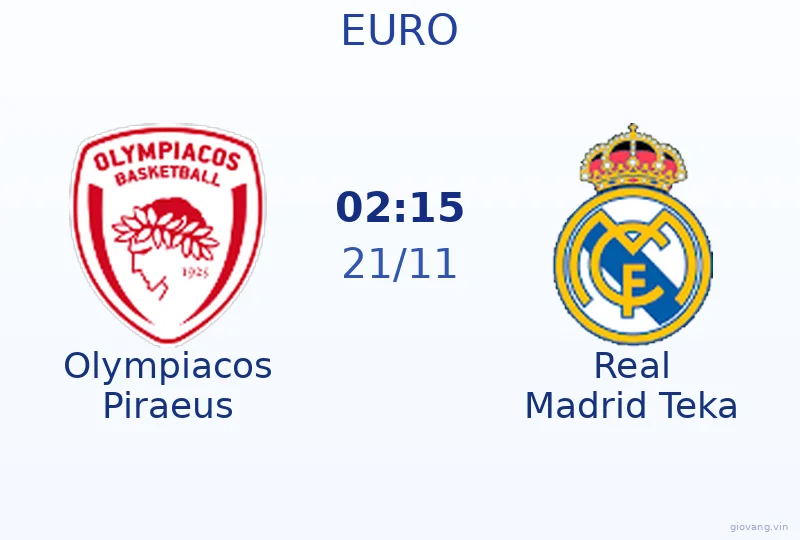 EURO
OLYMPIACOS
BASKETBALL
1925
02:15
21/11
Olympiacos
Piraeus
Real
Madrid Teka
giovang.vin